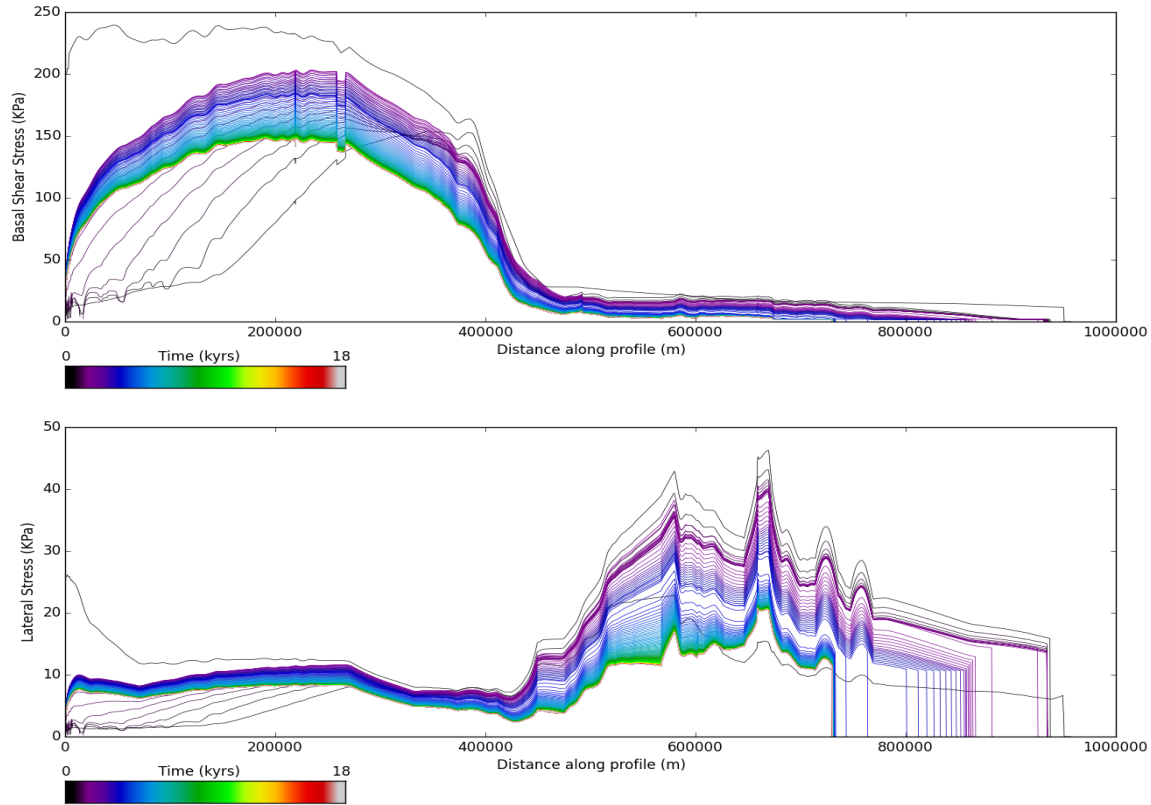 250
200
150
100
50
0
Basal Shear Stress (KPa)
0 200000 400000 600000 800000 1000000
Distance along profile (m)
0 Time (kyrs) 18
50
40
30
20
10
0
Lateral Stress (KPa)
0 200000 400000 600000 800000 1000000
Distance along profile (m)
0 Time (kyrs) 18